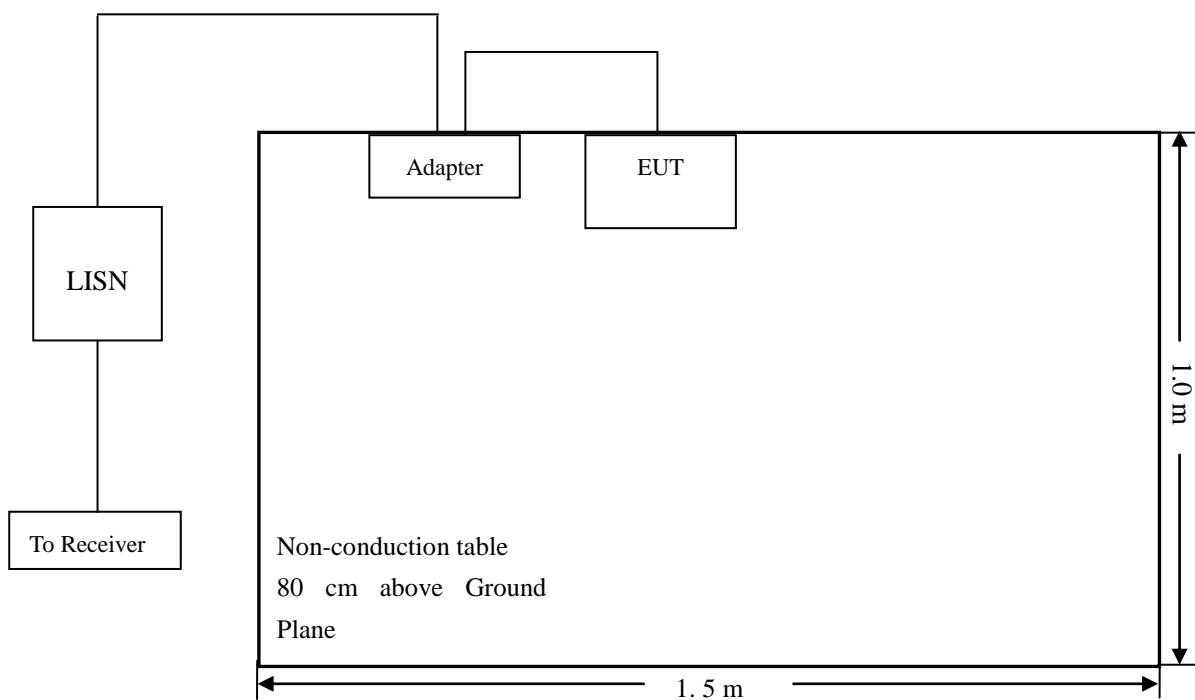 Adapter
EUT
LISN
1.0 m
To Receiver
Non-conduction table
80 cm above Ground
Plane
1. 5 m